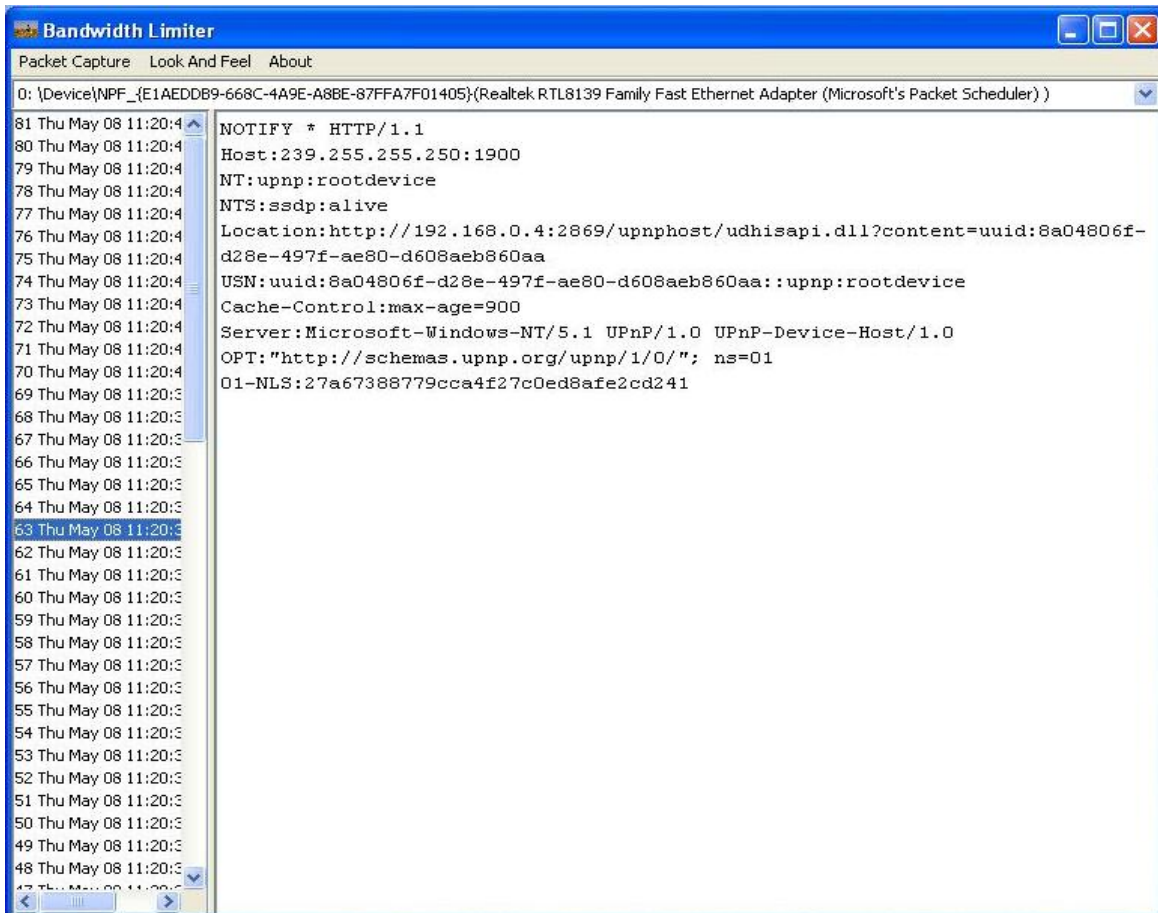 Bandwidth Limiter
Packet Capture Look And Feel About
0: \Device\NPF_{E1AEDDB9-668C-4A9E-A8BE-87FFA7F01405}(Realtek RTL8139 Family Fast Ethernet Adapter (Microsoft's Packet Scheduler) )
81 Thu May 08 11:20:4
80 Thu May 08 11:20:4
79 Thu May 08 11:20:4
78 Thu May 08 11:20:4
77 Thu May 08 11:20:4
76 Thu May 08 11:20:4
75 Thu May 08 11:20:4
74 Thu May 08 11:20:4
73 Thu May 08 11:20:4
72 Thu May 08 11:20:4
71 Thu May 08 11:20:4
70 Thu May 08 11:20:4
69 Thu May 08 11:20:3
68 Thu May 08 11:20:3
67 Thu May 08 11:20:3
66 Thu May 08 11:20:3
65 Thu May 08 11:20:3
64 Thu May 08 11:20:3
63 Thu May 08 11:20:3
62 Thu May 08 11:20:3
61 Thu May 08 11:20:3
60 Thu May 08 11:20:3
59 Thu May 08 11:20:3
58 Thu May 08 11:20:3
57 Thu May 08 11:20:3
56 Thu May 08 11:20:3
55 Thu May 08 11:20:3
54 Thu May 08 11:20:3
53 Thu May 08 11:20:3
52 Thu May 08 11:20:3
51 Thu May 08 11:20:3
50 Thu May 08 11:20:3
49 Thu May 08 11:20:3
48 Thu May 08 11:20:3
NOTIFY * HTTP/1.1
Host:239.255.255.250:1900
NT:upnp:rootdevice
NTS:ssdp:alive
Location:http://192.168.0.4:2869/upnphost/udhisapi.dll?content=uuid:8a04806f-
d28e-497f-ae80-d608aeb860aa
USN:uuid:8a04806f-d28e-497f-ae80-d608aeb860aa::upnp:rootdevice
Cache-Control:max-age=900
Server:Microsoft-Windows-NT/5.1 UPnP/1.0 UPnP-Device-Host/1.0
OPT:"http://schemas.upnp.org/upnp/1/0/"; ns=01
01-NLS:27a67388779cca4f27c0ed8afe2cd241